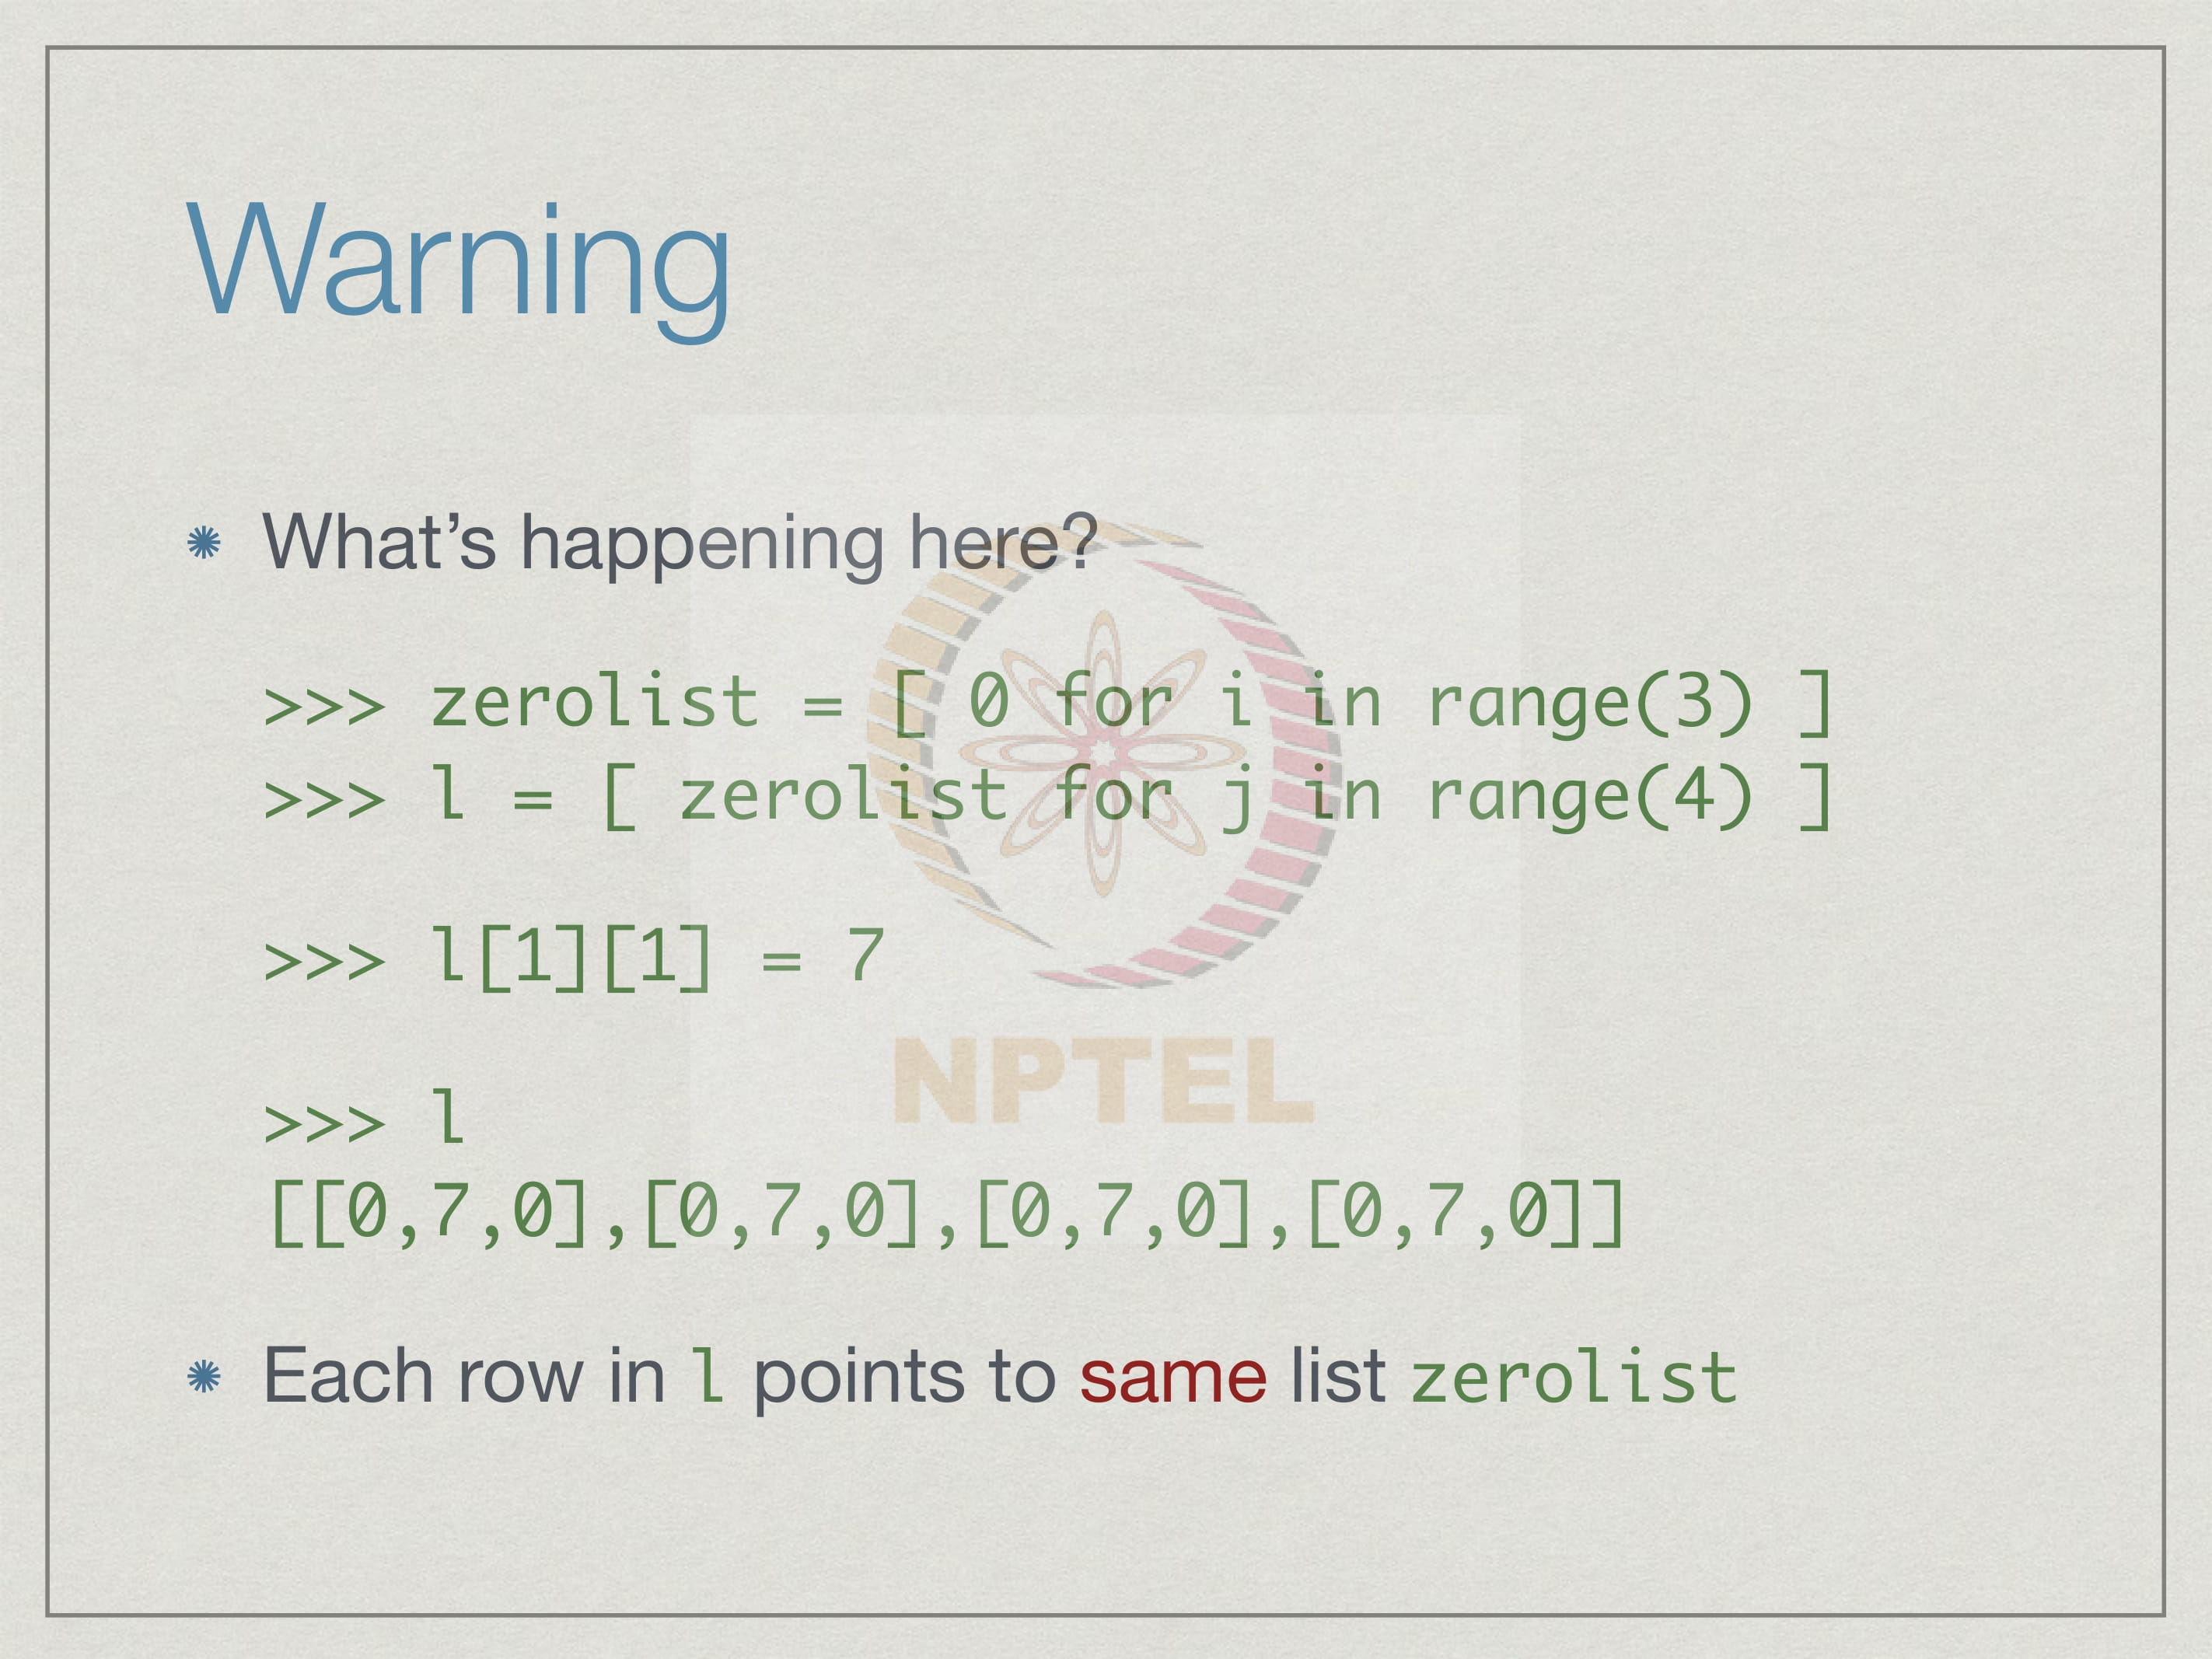 Warning
What’s happening here?
>>> zerolist = [ 0 for i in range(3) ]
>>> l = [ zerolist for j in range(4) ]
>>> l[1][1] = 7
>>> l
[[0,7,0],[0,7,0],[0,7,0],[0,7,0]]
Each row in l points to same list zerolist
NPTEL